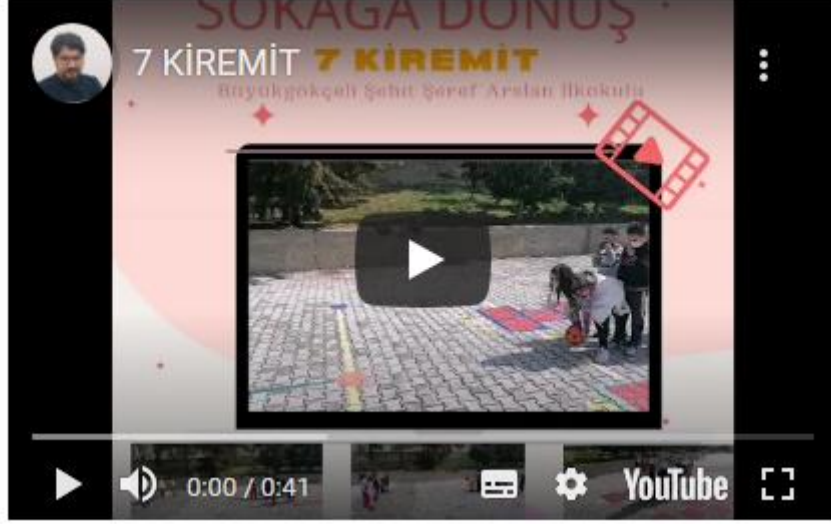 SOKAĞA DÖNÜŞ
7 KİREMİT 7 KİREMİT
Büyükgökçeli Şehit Şeref Arslan İlkokulu
0:00 / 0:41
YouTube